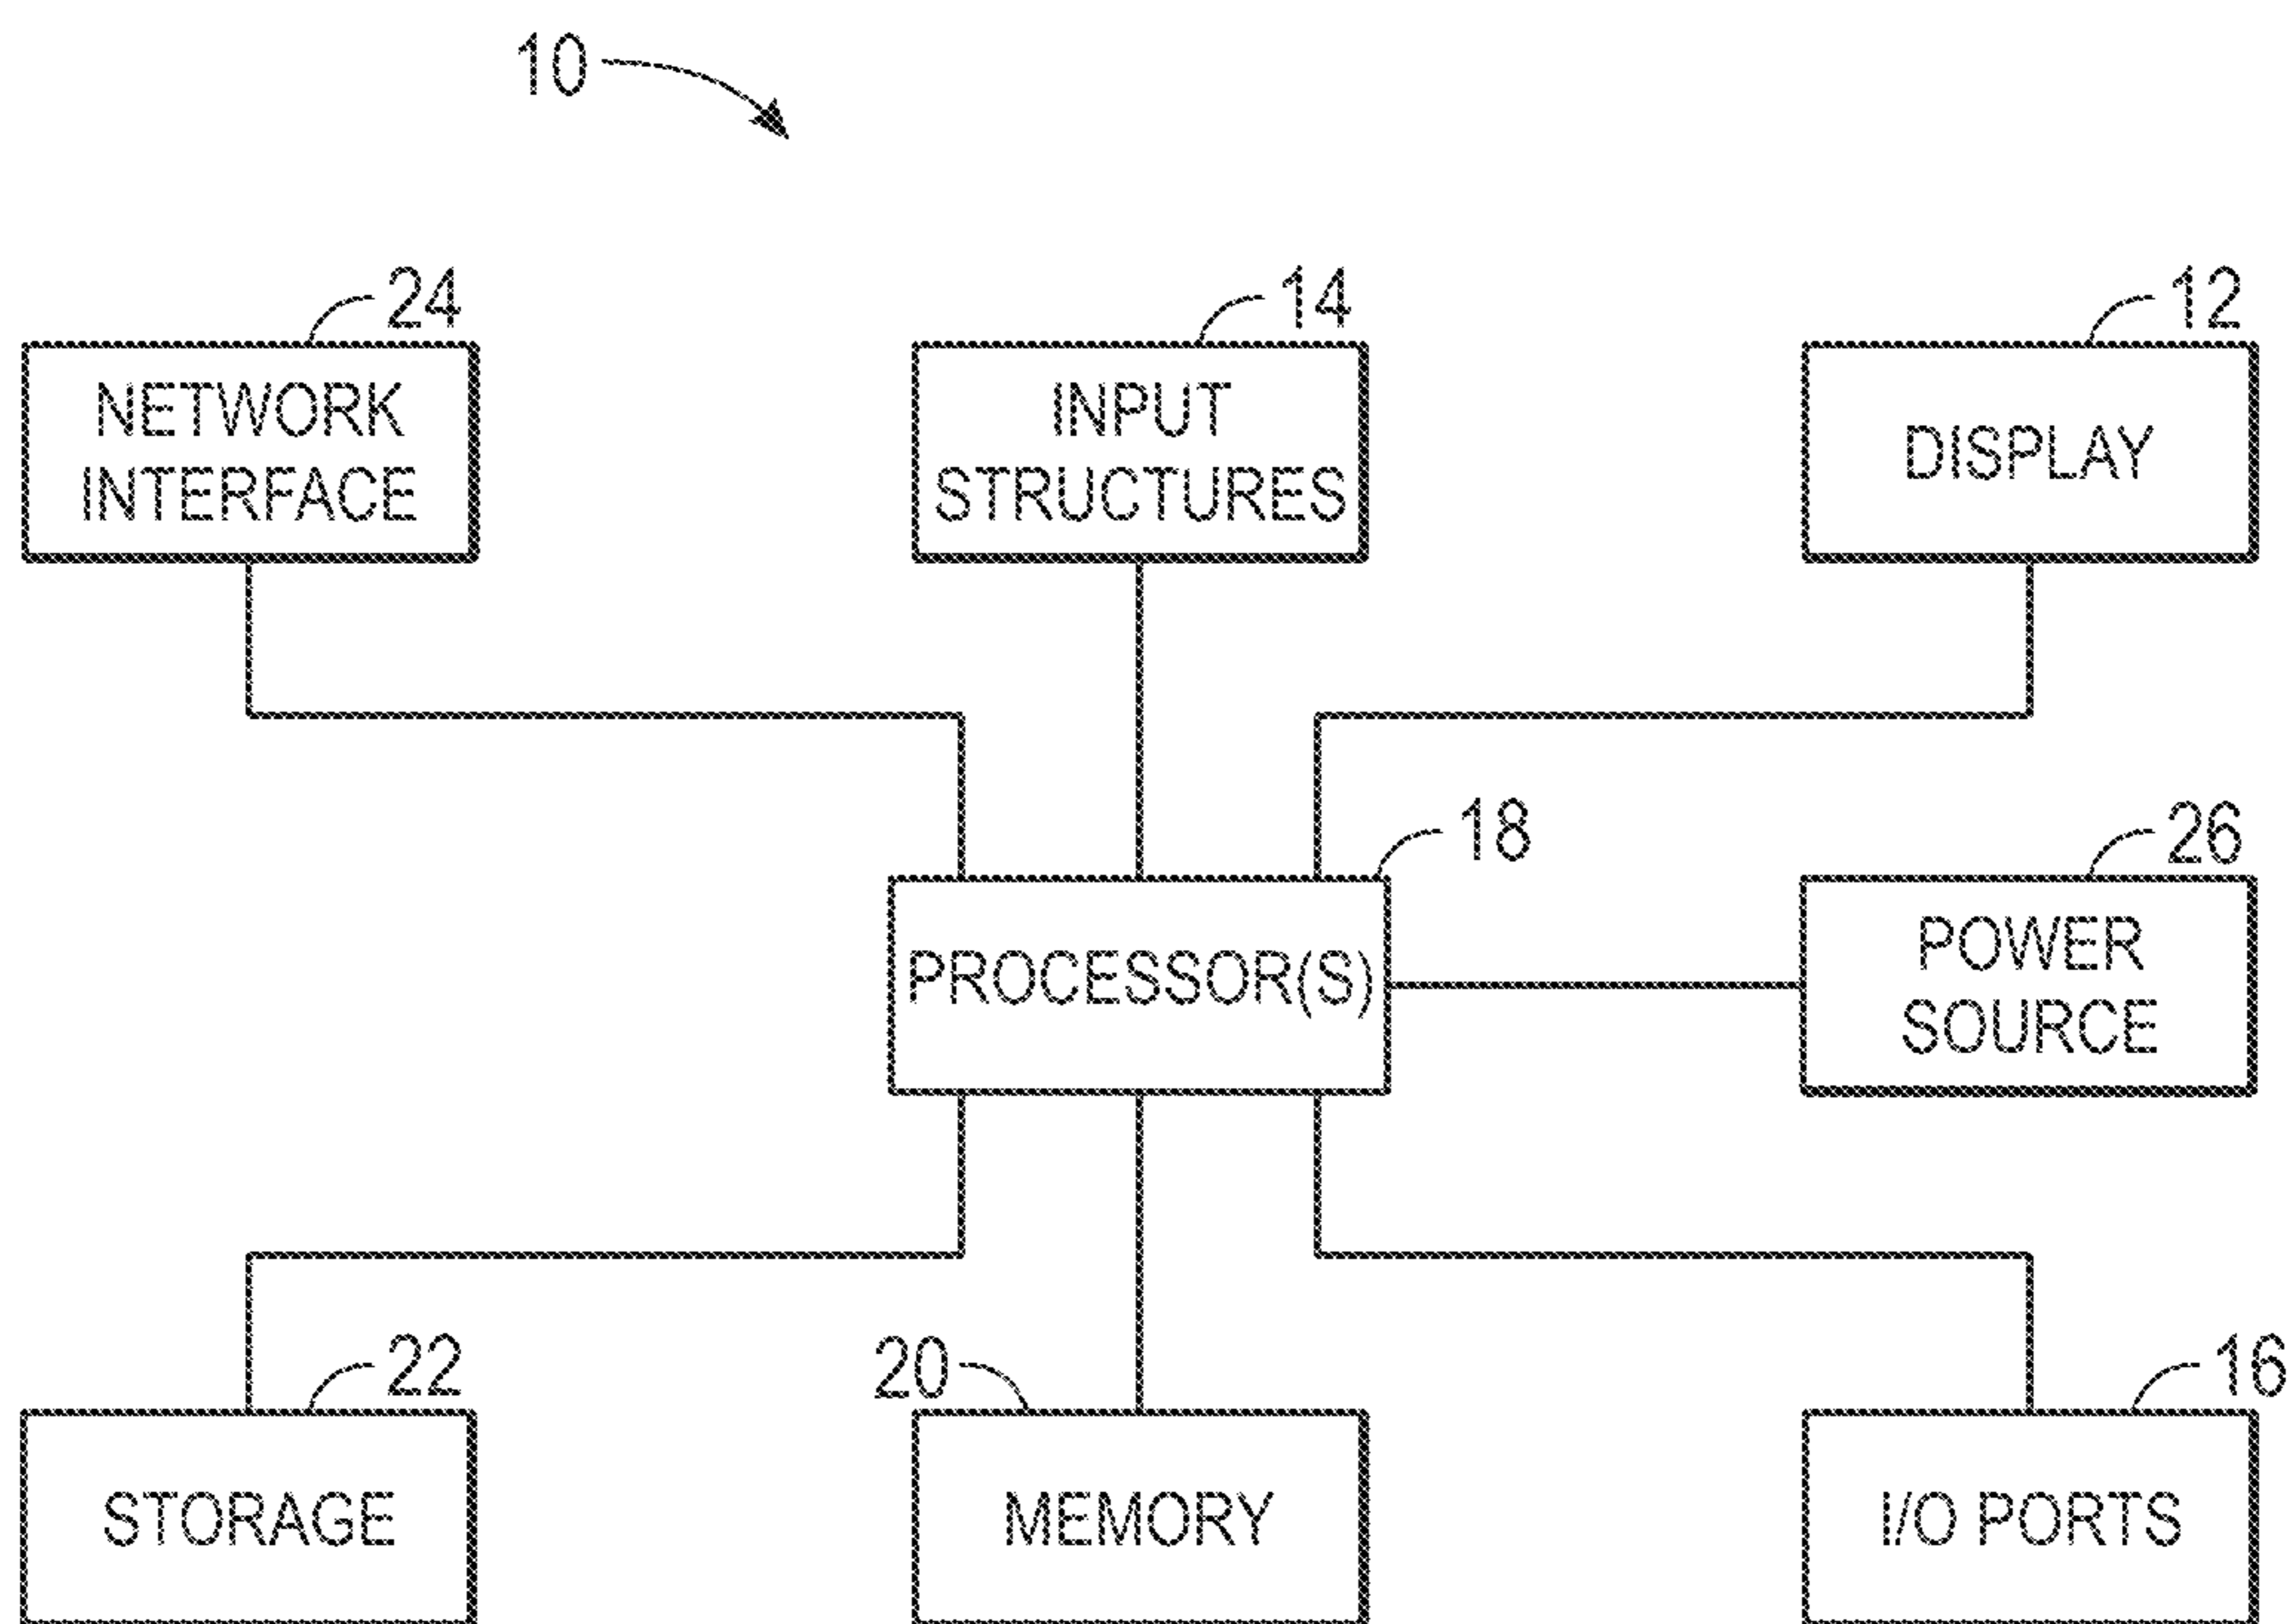 10
24
14
12
NETWORK
INTERFACE
INPUT
STRUCTURES
DISPLAY
18
26
PROCESSOR(S)
POWER
SOURCE
22
20
16
STORAGE
MEMORY
I/O PORTS